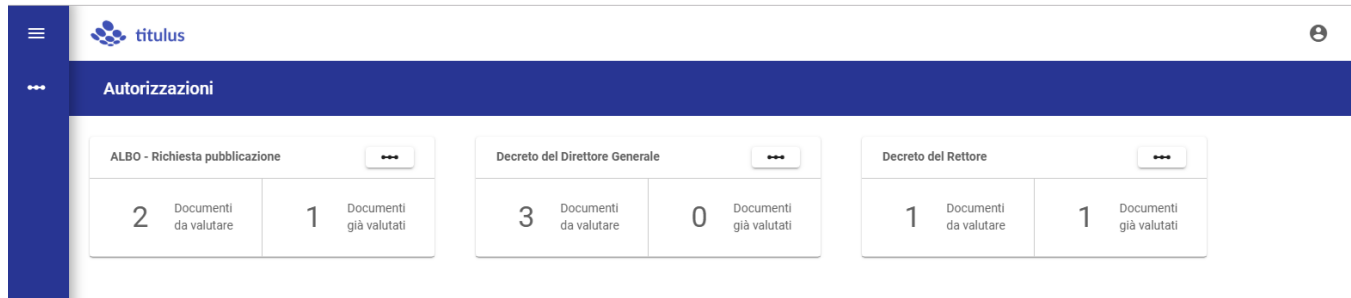 titulus
Autorizzazioni
ALBO - Richiesta pubblicazione
2 Documenti
da valutare
1 Documenti
già valutati
Decreto del Direttore Generale
3 Documenti
da valutare
0 Documenti
già valutati
Decreto del Rettore
1 Documenti
da valutare
1 Documenti
già valutati